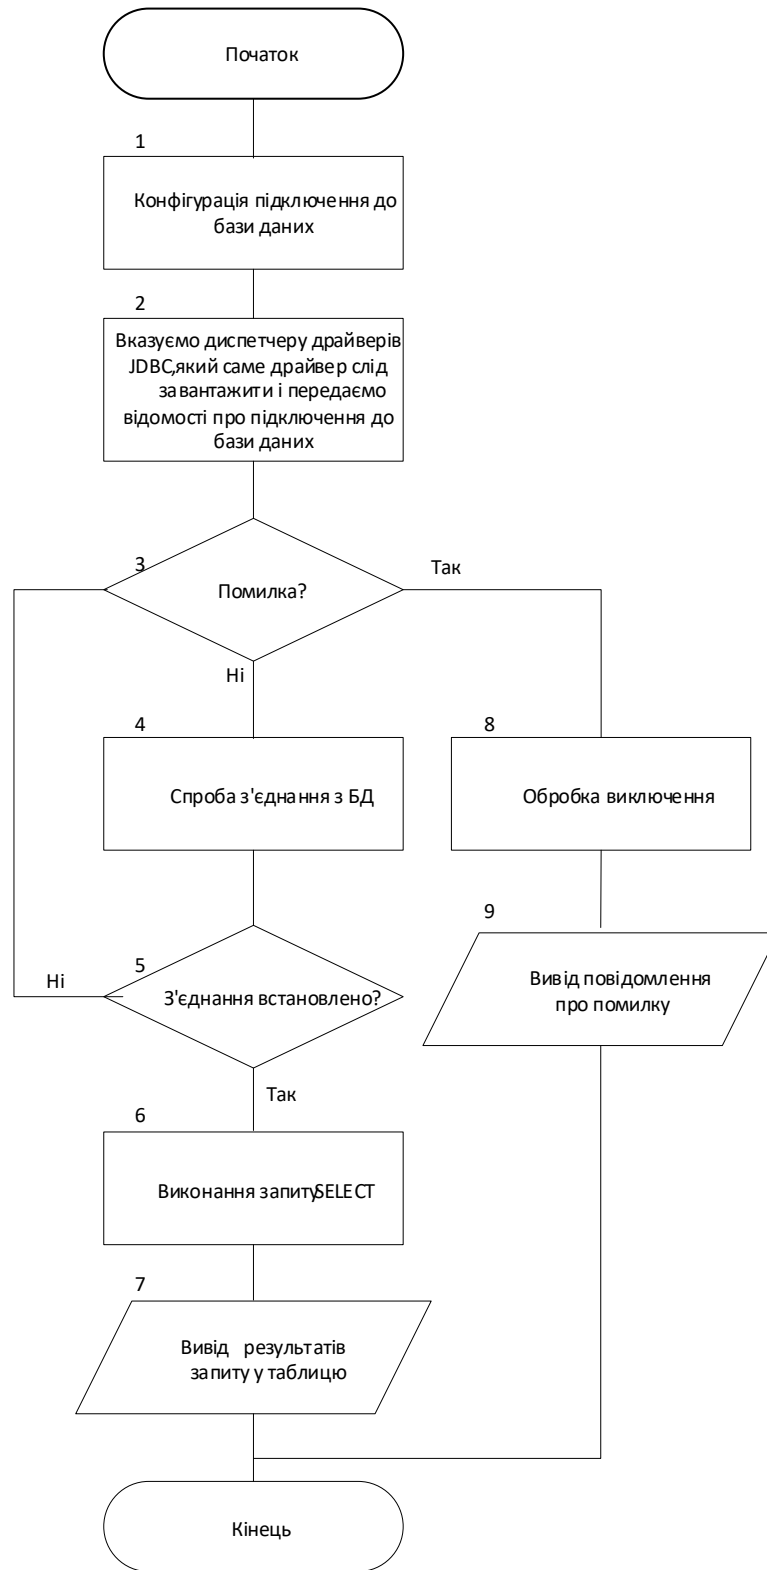 Початок
1
Конфігурація підключення до
бази даних
2
Вказуємо диспетчеру драйверів
JDBC,який саме драйвер слід
завантажити і передаємо
відомості про підключення до
бази даних
3
Помилка?
Так
Ні
4
Спроба з'єднання з БД
8
Обробка виключення
9
Вивід повідомлення
про помилку
5
З'єднання встановлено?
Ні
Так
6
Виконання запитуSELECT
7
Вивід результатів
запиту у таблицю
Кінець